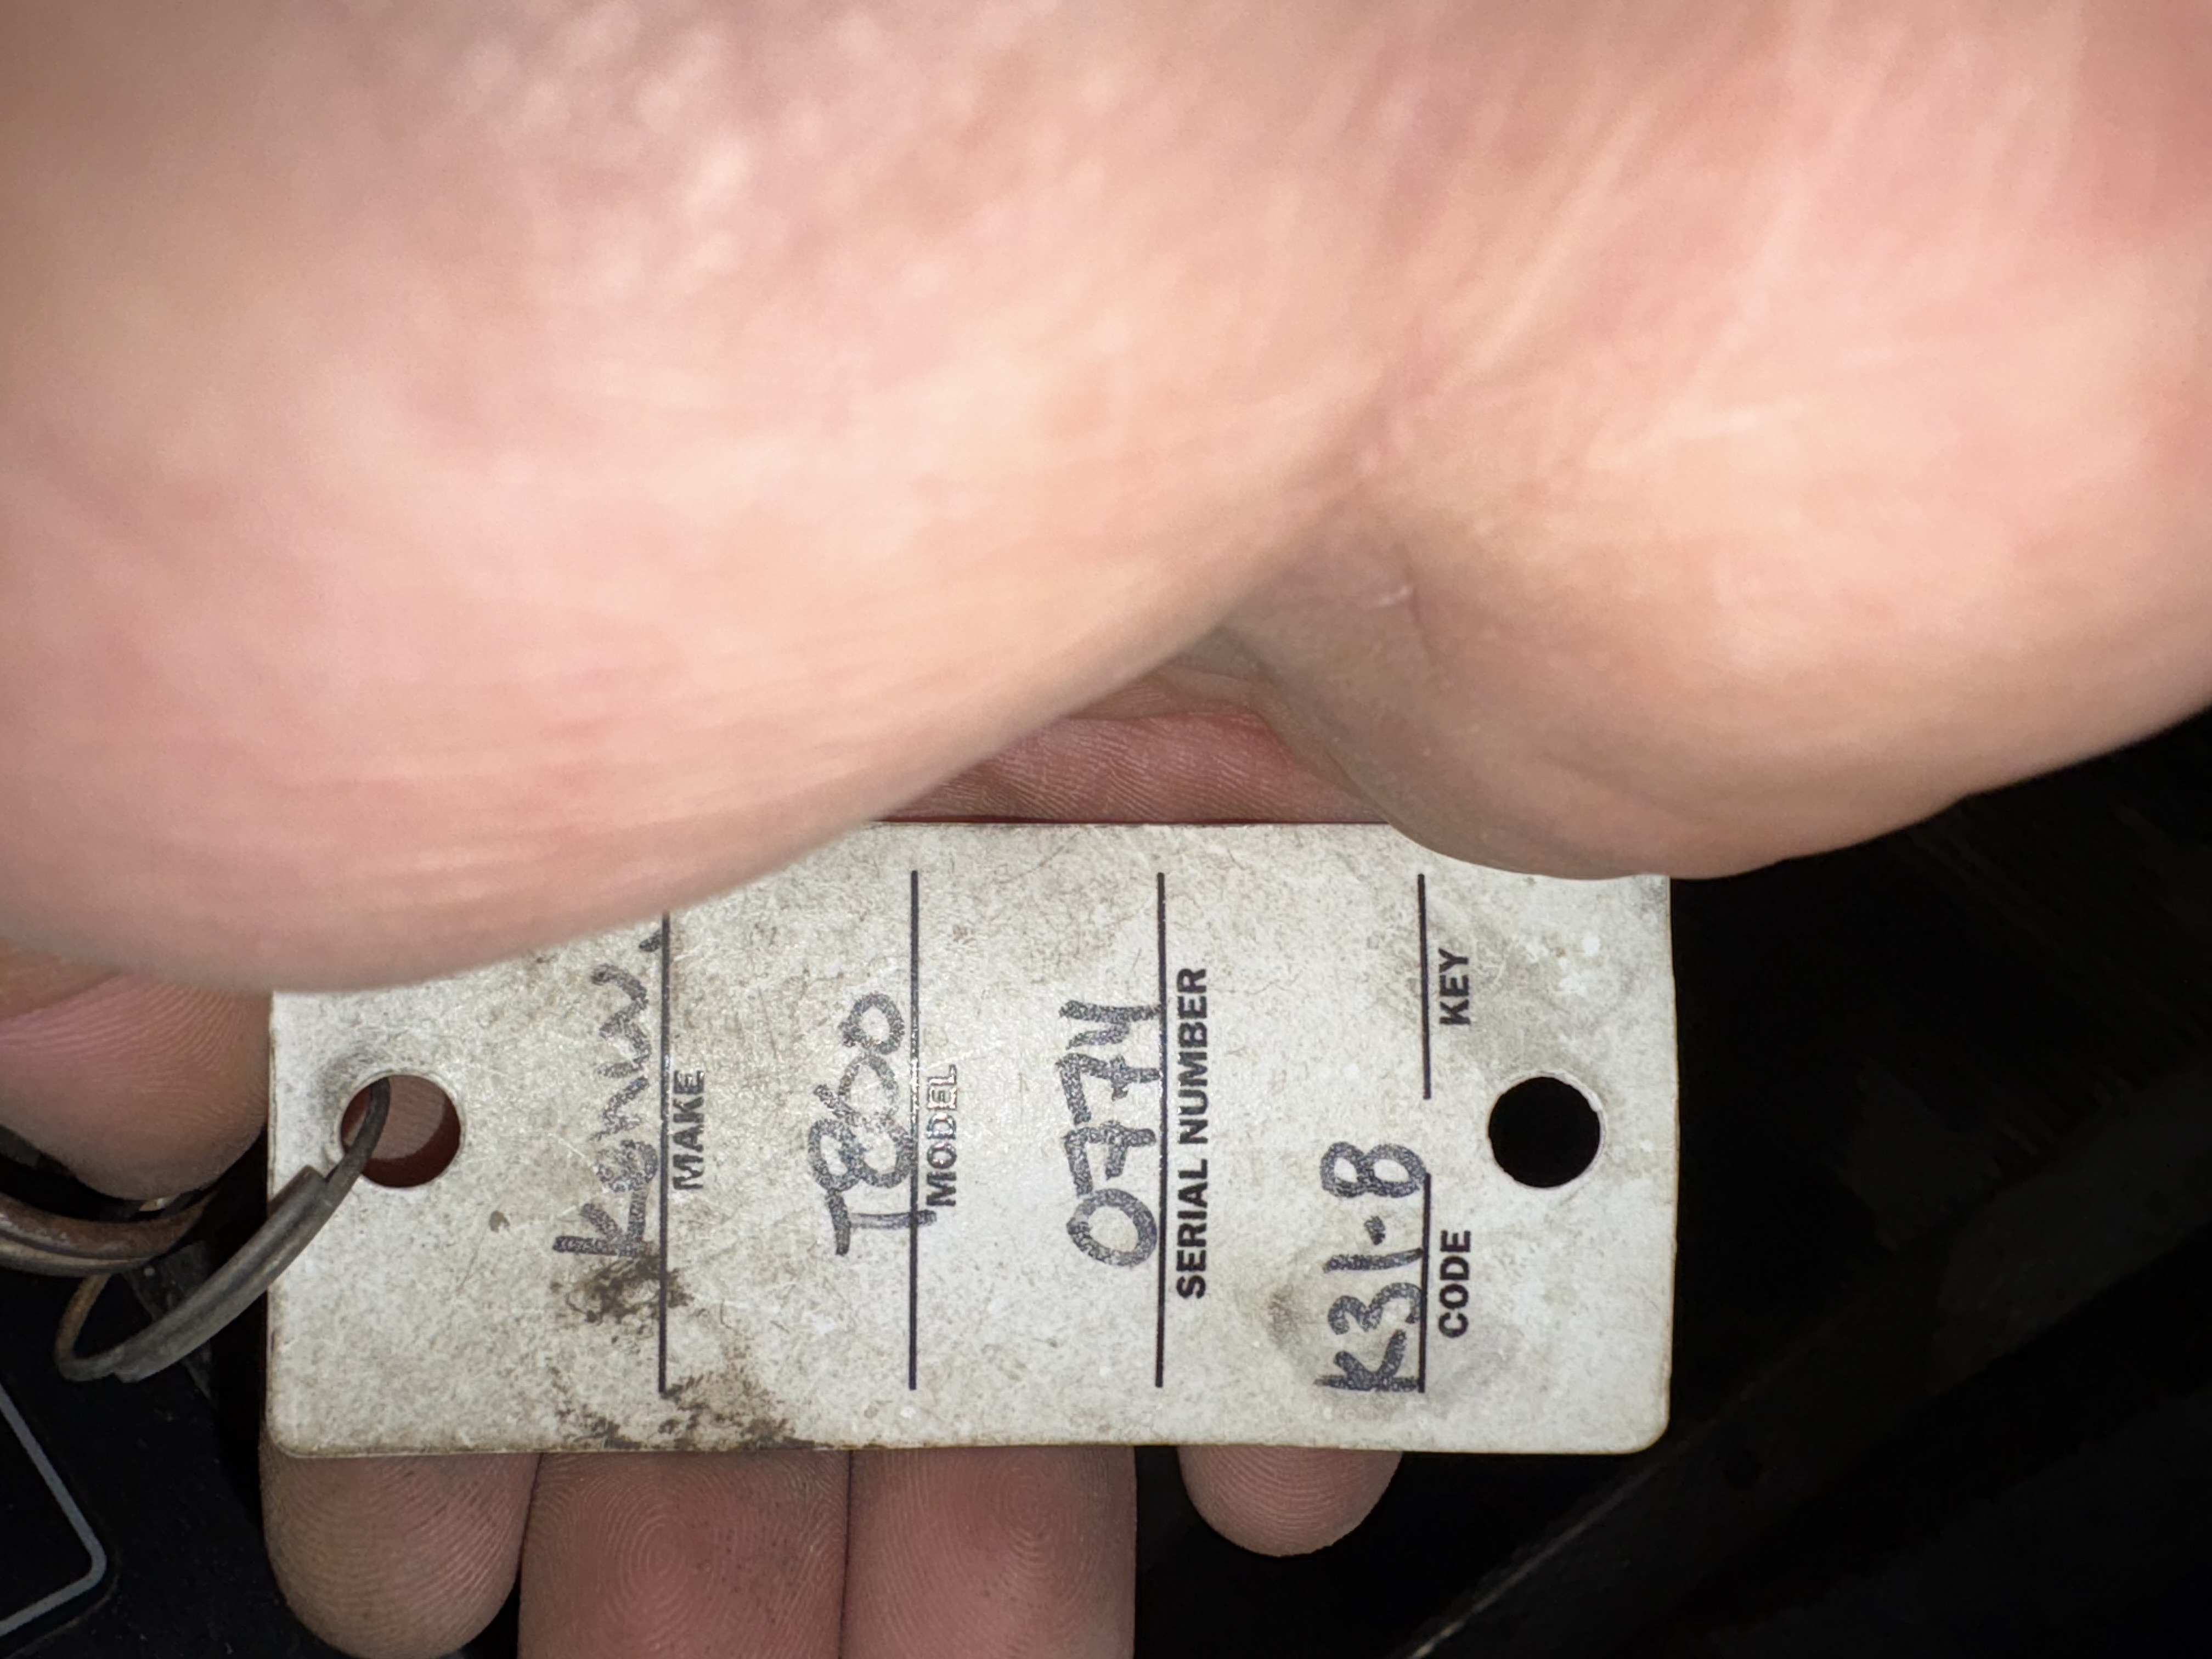 T800
MODEL
MAKE
0774
SERIAL NUMBER
K31-8
CODE KEY